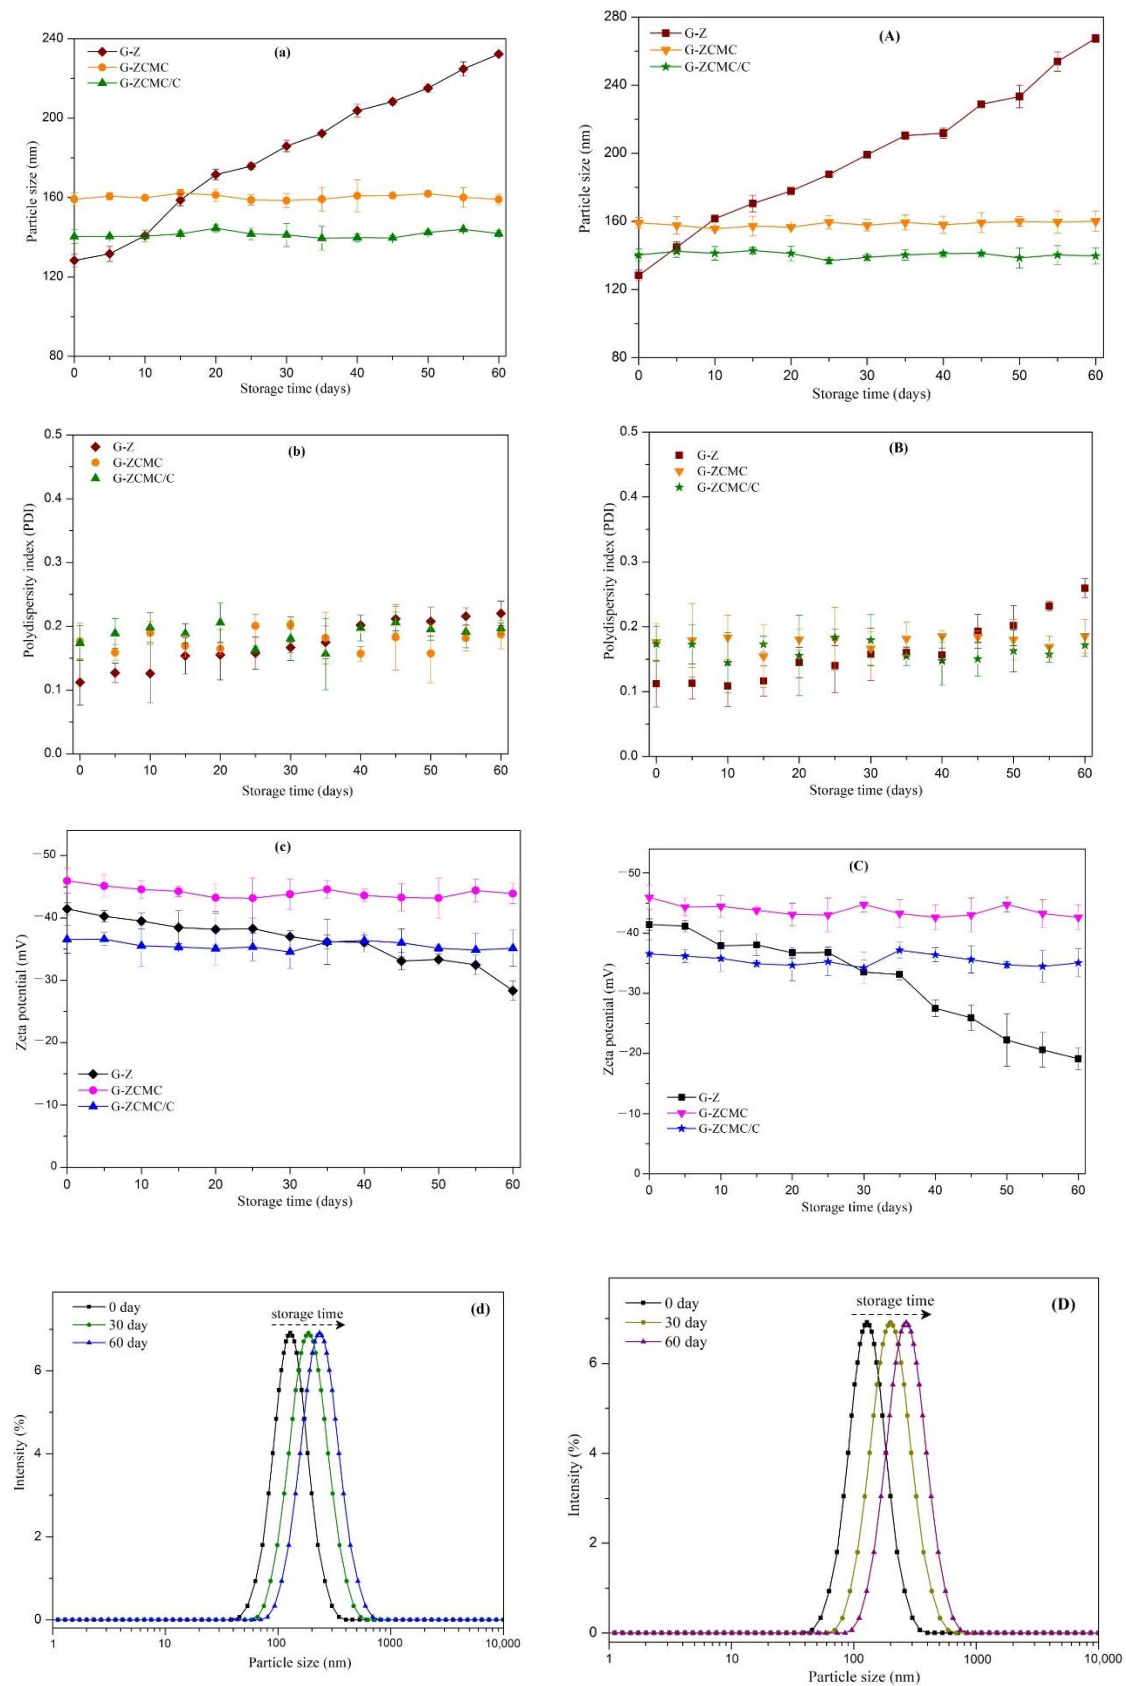 (a)
G-Z
G-ZCMC
G-ZCMC/C
240
200
160
120
80
Particle size (nm)
0 10 20 30 40 50 60
Storage time (days)
(A)
G-Z
G-ZCMC
G-ZCMC/C
280
240
200
160
120
80
Particle size (nm)
0 10 20 30 40 50 60
Storage time (days)
(b)
G-Z
G-ZCMC
G-ZCMC/C
0.5
0.4
0.3
0.2
0.1
0.0
Polydispersity index (PDI)
0 10 20 30 40 50 60
Storage time (days)
(B)
G-Z
G-ZCMC
G-ZCMC/C
0.5
0.4
0.3
0.2
0.1
0.0
Polydispersity index (PDI)
0 10 20 30 40 50 60
Storage time (days)
(c)
−50
−40
−30
−20
−10
0
Zeta potential (mV)
G-Z
G-ZCMC
G-ZCMC/C
0 10 20 30 40 50 60
Storage time (days)
(C)
−50
−40
−30
−20
−10
0
Zeta potential (mV)
G-Z
G-ZCMC
G-ZCMC/C
0 10 20 30 40 50 60
Storage time (days)
(d)
0 day
30 day
60 day
storage time
6
4
2
0
Intensity (%)
1 10 100 1000 10,000
Particle size (nm)
(D)
0 day
30 day
60 day
storage time
6
4
2
0
Intensity (%)
1 10 100 1000 10,000
Particle size (nm)